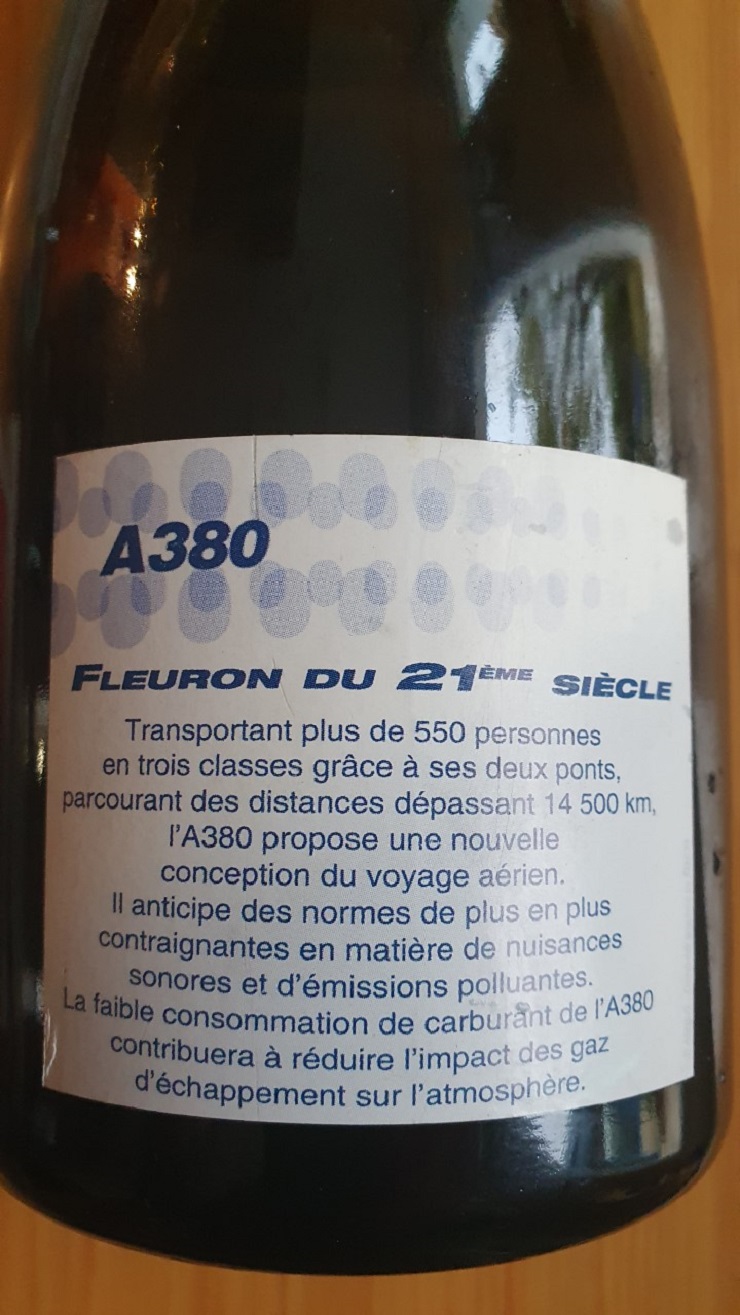 A380
FLEURON DU 21ÈME SIÈCLE
Transportant plus de 550 personnes
en trois classes grâce à ses deux ponts,
parcourant des distances dépassant 14 500 km,
l'A380 propose une nouvelle
conception du voyage aérien.
Il anticipe des normes de plus en plus
contraignantes en matière de nuisances
sonores et d'émissions polluantes.
La faible consommation de carburant de l'A380
contribuera à réduire l'impact des gaz
d'échappement sur l'atmosphère.